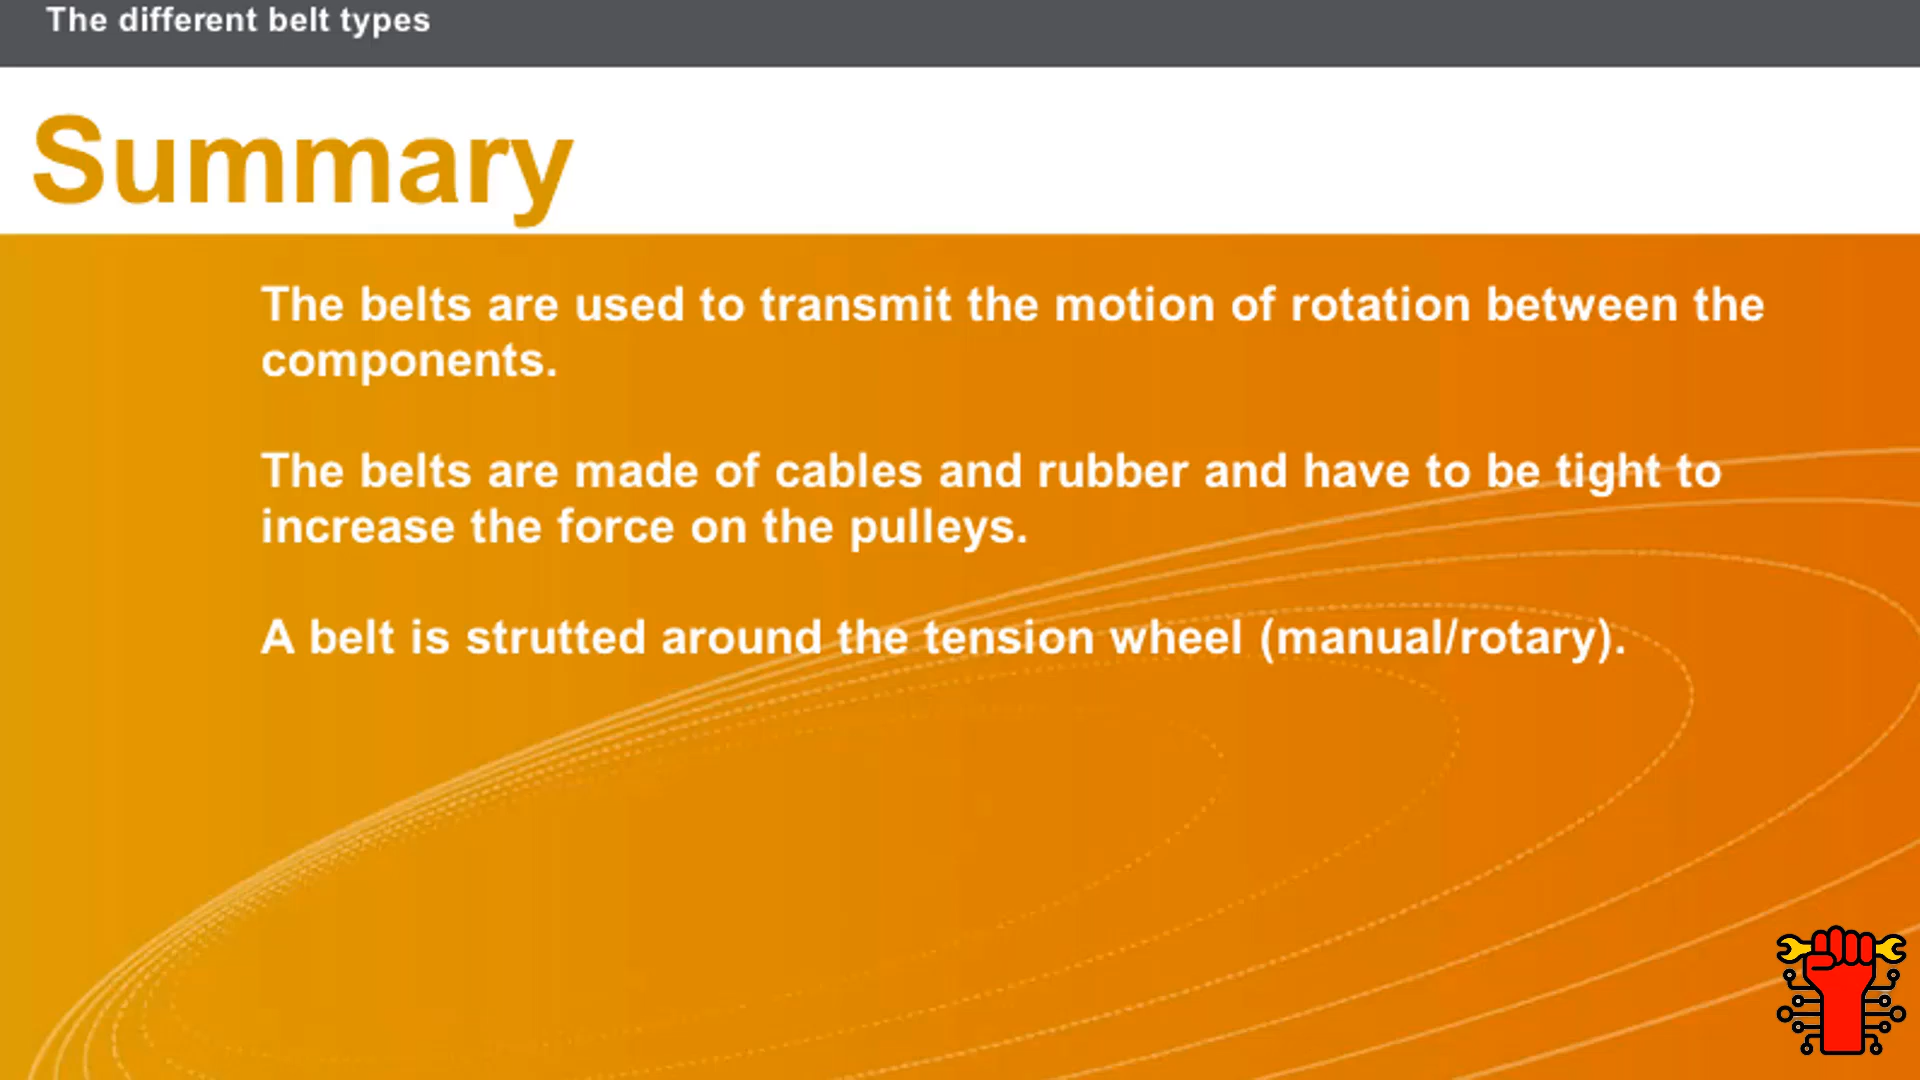 The different belt types
Summary
The belts are used to transmit the motion of rotation between the
components.
The belts are made of cables and rubber and have to be tight to
increase the force on the pulleys.
A belt is strutted around the tension wheel (manual/rotary).